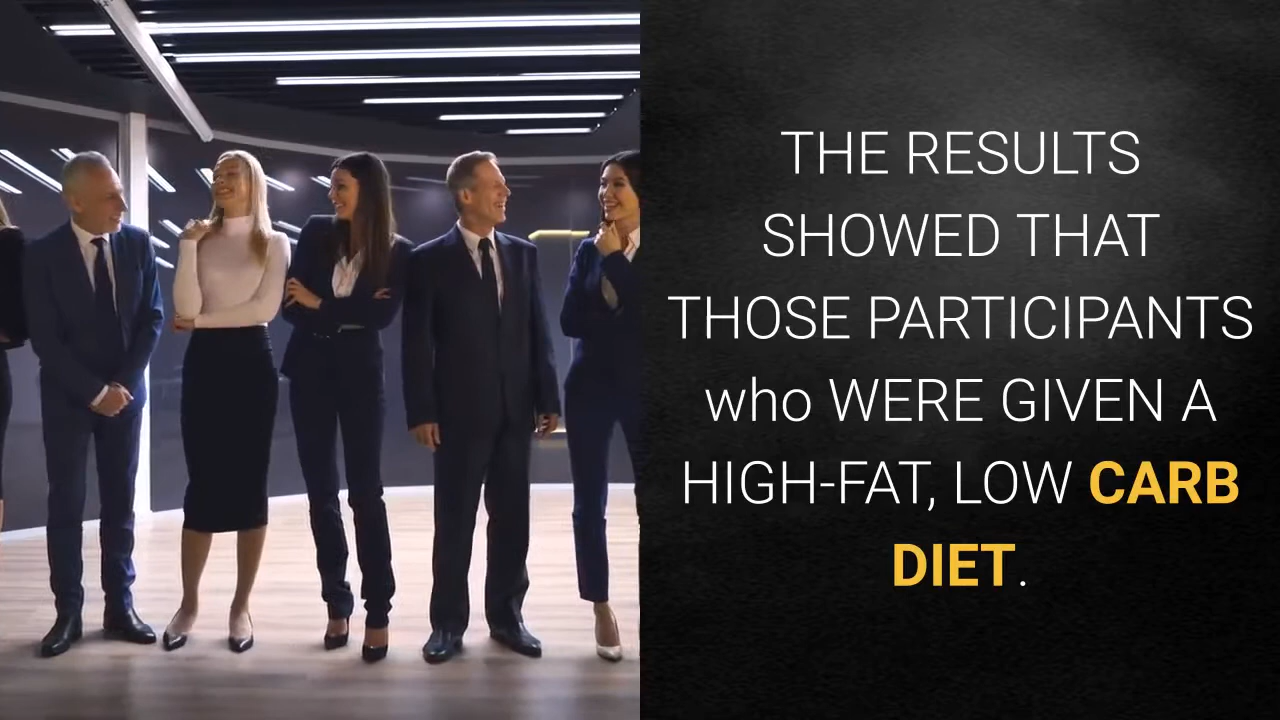 THE RESULTS
SHOWED THAT
THOSE PARTICIPANTS
who WERE GIVEN A
HIGH-FAT, LOW CARB
DIET.